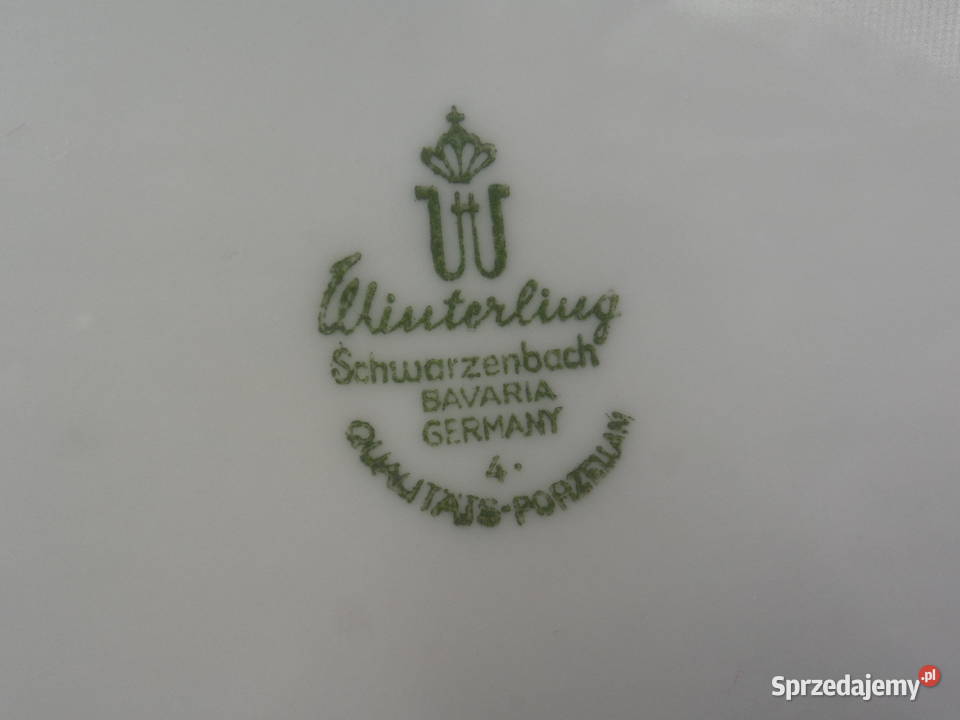 Winterling
Schwarzenbach
BAVARIA
GERMANY
4.
QUALITÄTS-PORZELLAN
Sprzedajemy.pl